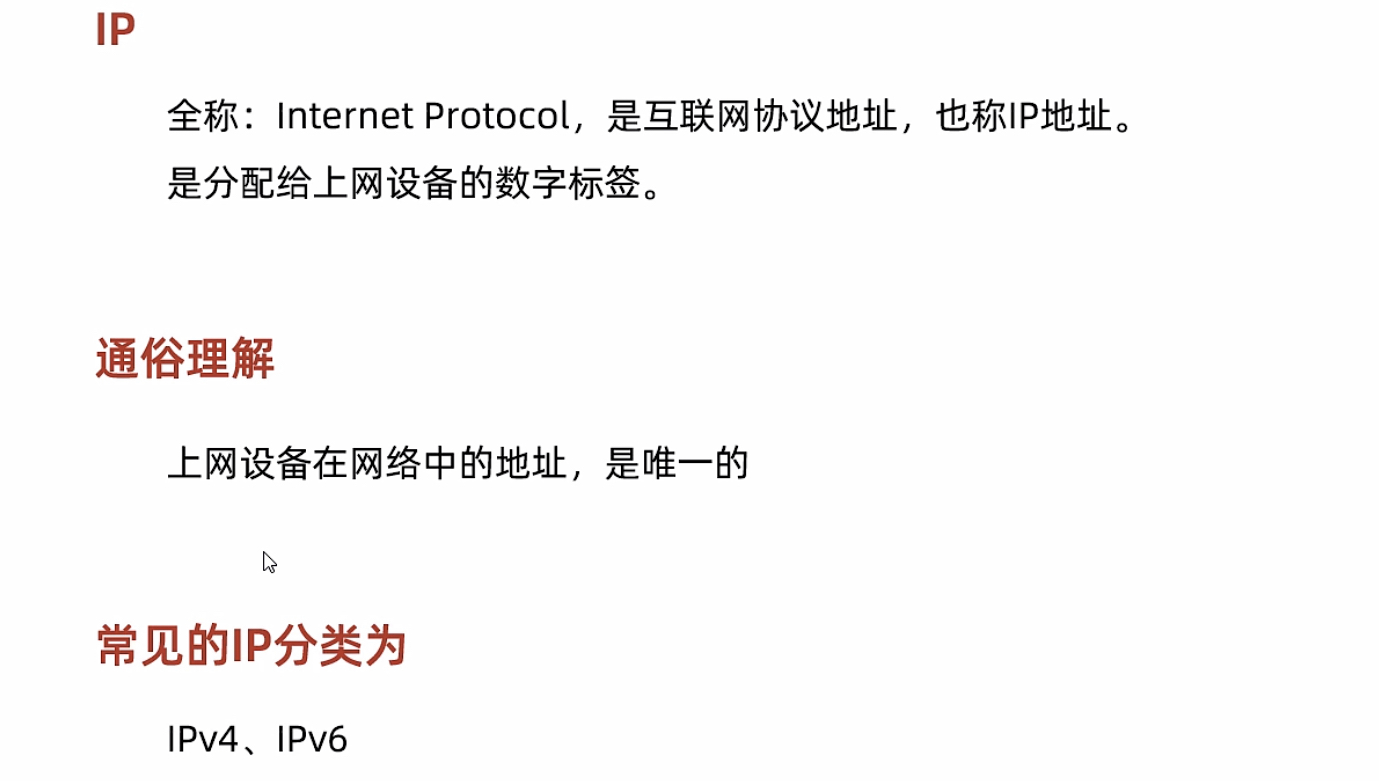 IP
全称：Internet Protocol，是互联网协议地址，也称IP地址。
是分配给上网设备的数字标签。
通俗理解
上网设备在网络中的地址，是唯一的
常见的IP分类为
IPv4、IPv6